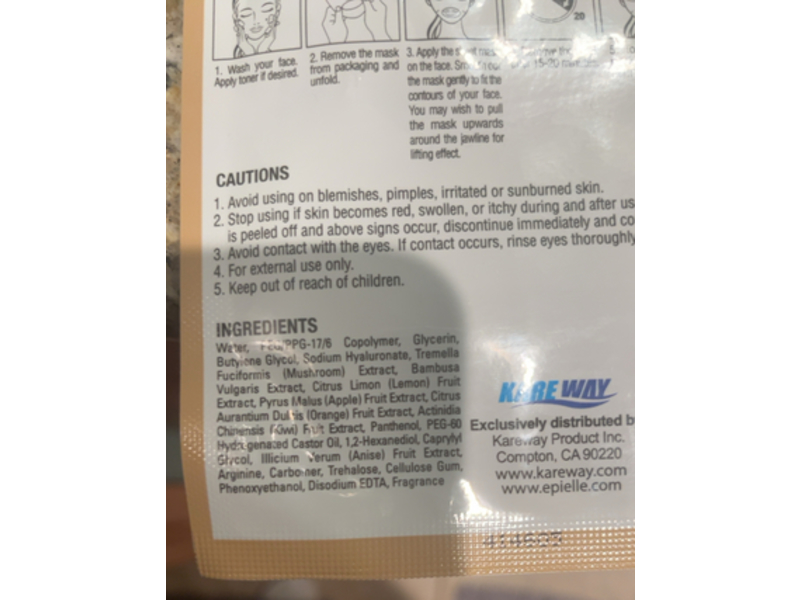 20
1. Wash your face.
Apply toner if desired.
2. Remove the mask
from packaging and
unfold.
3. Apply the
on the face.
the mask gently to fit the
contours of your face.
You may wish to pull
the mask upwards
around the jawline for
lifting effect.
15-20
CAUTIONS
1. Avoid using on blemishes, pimples, irritated or sunburned skin.
2. Stop using if skin becomes red, swollen, or itchy during and after us
is peeled off and above signs occur, discontinue immediately and co
3. Avoid contact with the eyes. If contact occurs, rinse eyes thoroughly
4. For external use only.
5. Keep out of reach of children.
INGREDIENTS
Water, PEG/PPG-17/6 Copolymer, Glycerin,
Butylene Glycol, Sodium Hyaluronate, Tremella
Fuciformis (Mushroom) Extract, Bambusa
Vulgaris Extract, Citrus Limon (Lemon) Fruit
Extract, Pyrus Malus (Apple) Fruit Extract, Citrus
Aurantium Dulcis (Orange) Fruit Extract, Actinidia
Chinensis (Kiwi) Fruit Extract, Panthenol, PEG-60
Hydrogenated Castor Oil, 1,2-Hexanediol, Caprylyl
Glycol, Illicium Verum (Anise) Fruit Extract,
Arginine, Carbomer, Trehalose, Cellulose Gum,
Phenoxyethanol, Disodium EDTA, Fragrance
KAREWAY
Exclusively distributed b
Kareway Product Inc.
Compton, CA 90220
www.kareway.com
www.epielle.com